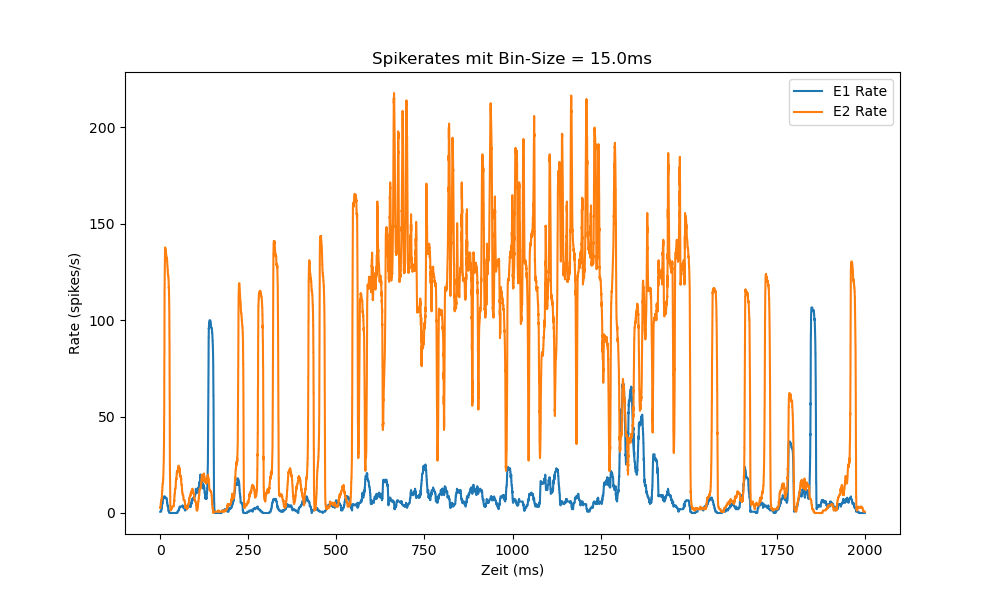 Spikerates mit Bin-Size = 15.0ms
E1 Rate
E2 Rate
Rate (spikes/s)
200
150
100
50
0
0 250 500 750 1000 1250 1500 1750 2000
Zeit (ms)